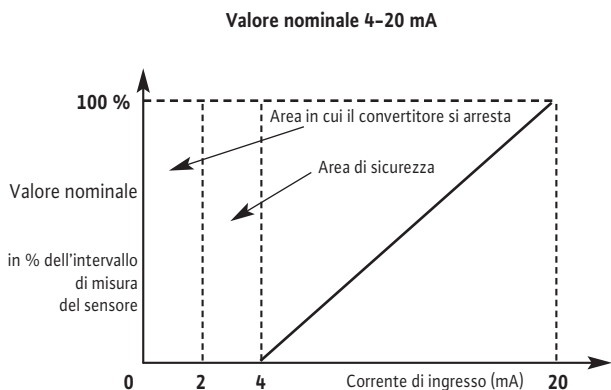 Valore nominale 4–20 mA
100 %
Area in cui il convertitore si arresta
Area di sicurezza
Valore nominale
in % dell'intervallo
di misura
del sensore
0 2 4 Corrente di ingresso (mA) 20